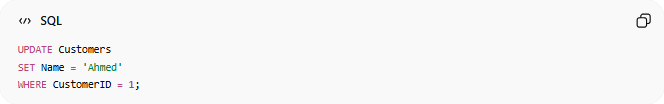 SQL
UPDATE Customers
SET Name = 'Ahmed'
WHERE CustomerID = 1;